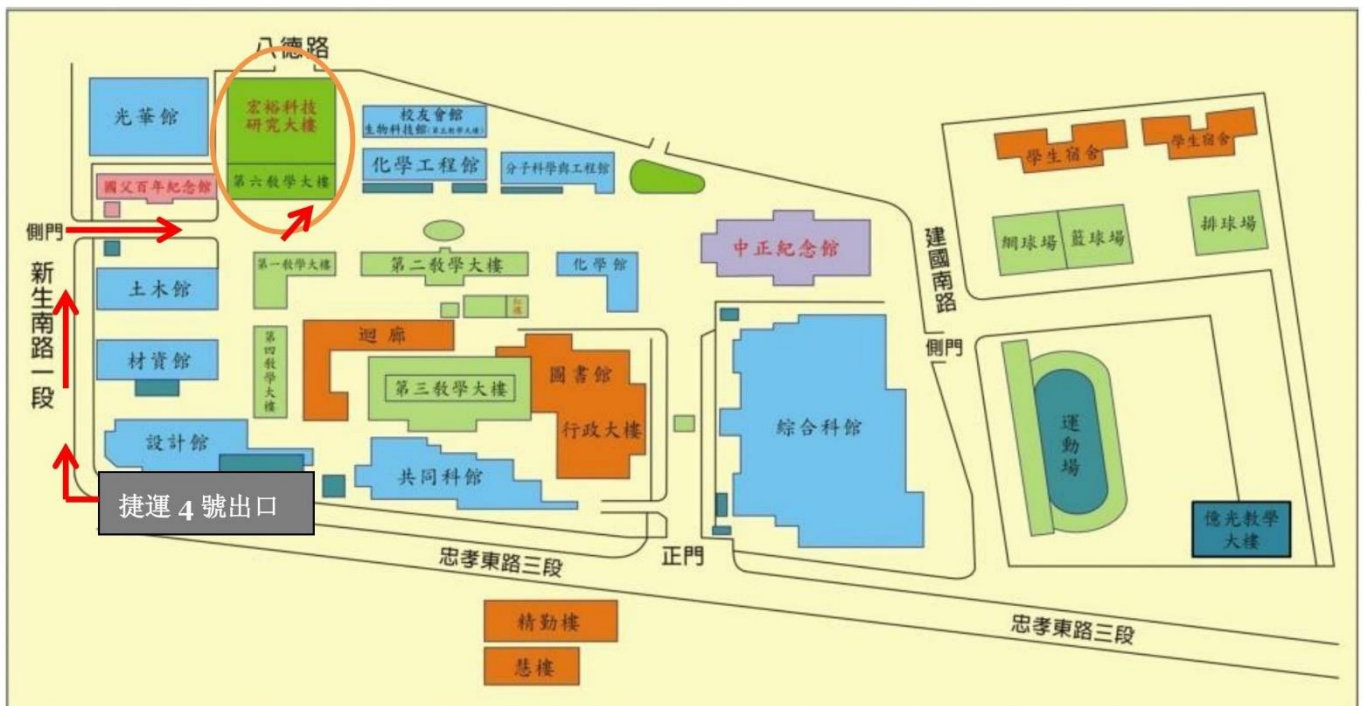 八德路
光華館
宏裕科技
研究大樓
校友會館
生物科技館(第五教學大樓)
化學工程館
分子科學與工程館
國父百年紀念館
第六教學大樓
學生宿舍
學生宿舍
側門
網球場
籃球場
排球場
建國南路
中正紀念館
第一教學大樓
第二教學大樓
化學館
新生南路一段
土木館
紅樓
迴廊
第四教學大樓
材資館
第三教學大樓
圖書館
側門
行政大樓
綜合科館
運動場
設計館
共同科館
捷運 4 號出口
億光教學
大樓
忠孝東路三段
正門
精勤樓
慧樓
忠孝東路三段